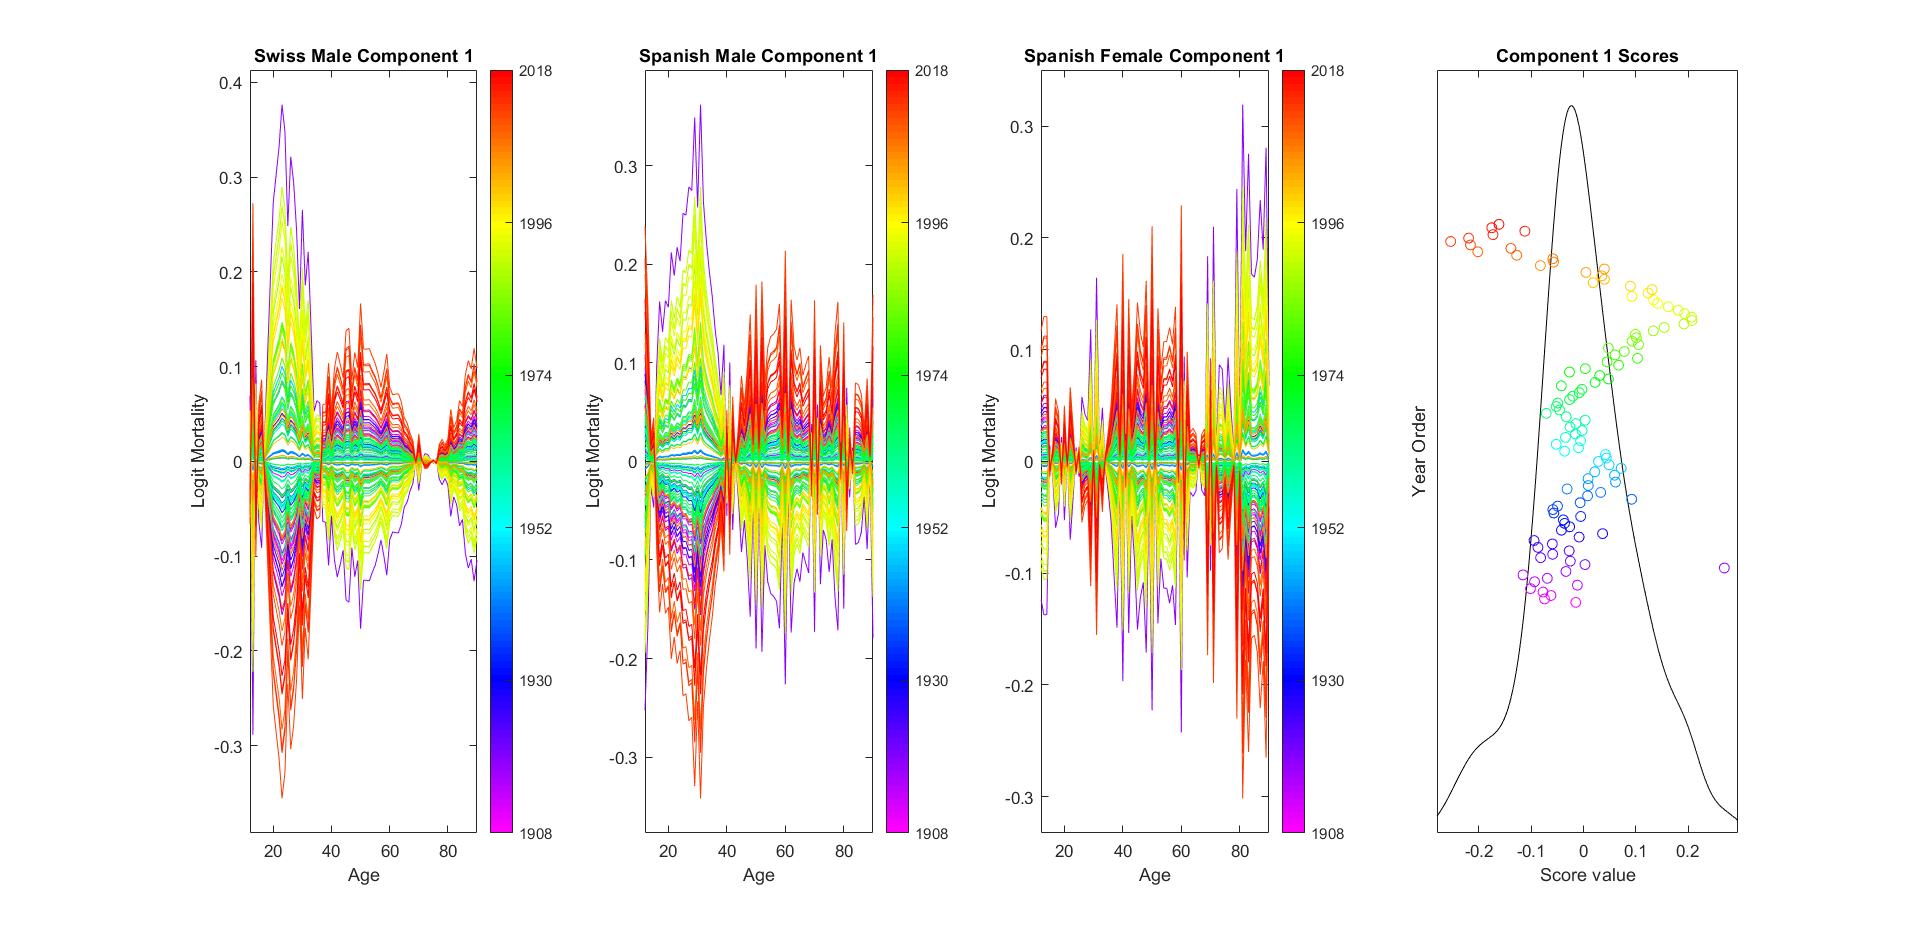 Swiss Male Component 1
Logit Mortality
0.4
0.3
0.2
0.1
0
-0.1
-0.2
-0.3
20 40 60 80
Age
2018
1996
1974
1952
1930
1908
Spanish Male Component 1
Logit Mortality
0.3
0.2
0.1
0
-0.1
-0.2
-0.3
20 40 60 80
Age
2018
1996
1974
1952
1930
1908
Spanish Female Component 1
Logit Mortality
0.3
0.2
0.1
0
-0.1
-0.2
-0.3
20 40 60 80
Age
2018
1996
1974
1952
1930
1908
Component 1 Scores
Year Order
-0.2 -0.1 0 0.1 0.2
Score value